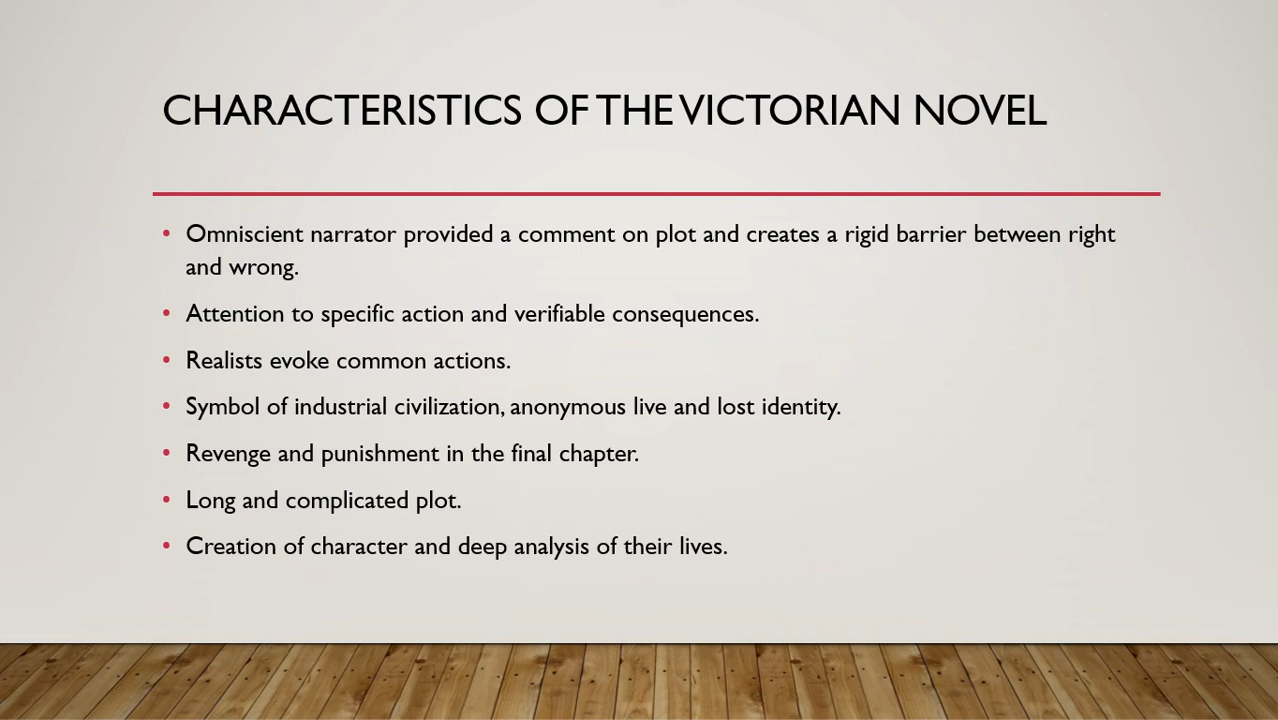 CHARACTERISTICS OF THE VICTORIAN NOVEL
• Omniscient narrator provided a comment on plot and creates a rigid barrier between right
and wrong.
• Attention to specific action and verifiable consequences.
• Realists evoke common actions.
• Symbol of industrial civilization, anonymous live and lost identity.
• Revenge and punishment in the final chapter.
• Long and complicated plot.
• Creation of character and deep analysis of their lives.